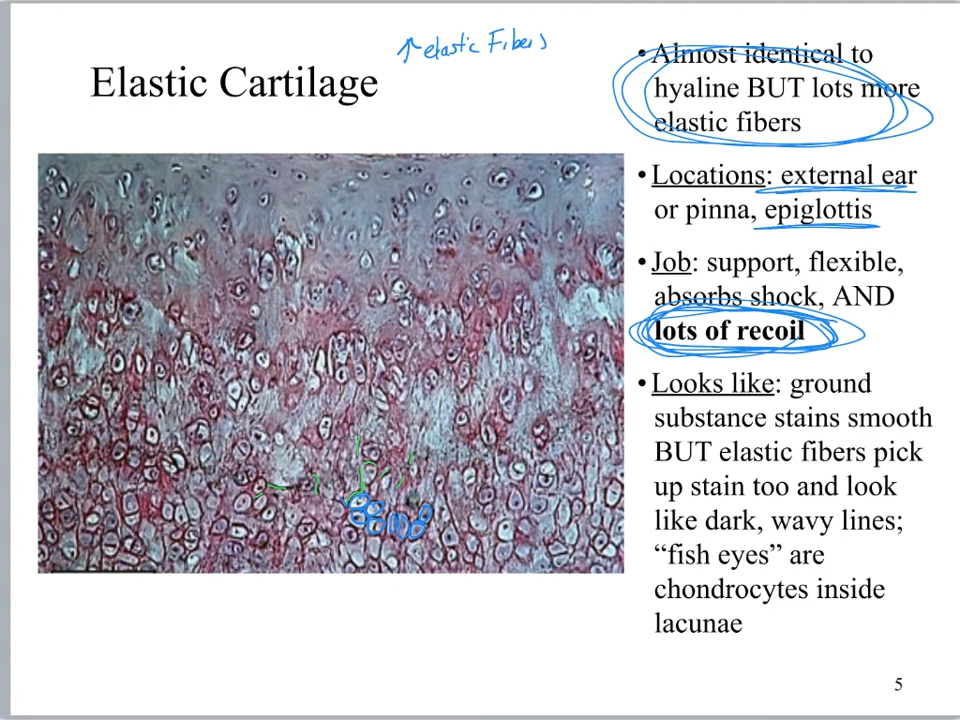 ↑ elastic Fibers
Elastic Cartilage
• Almost identical to
hyaline BUT lots more
elastic fibers
• Locations: external ear
or pinna, epiglottis
• Job: support, flexible,
absorbs shock, AND
lots of recoil
• Looks like: ground
substance stains smooth
BUT elastic fibers pick
up stain too and look
like dark, wavy lines;
“fish eyes” are
chondrocytes inside
lacunae
5